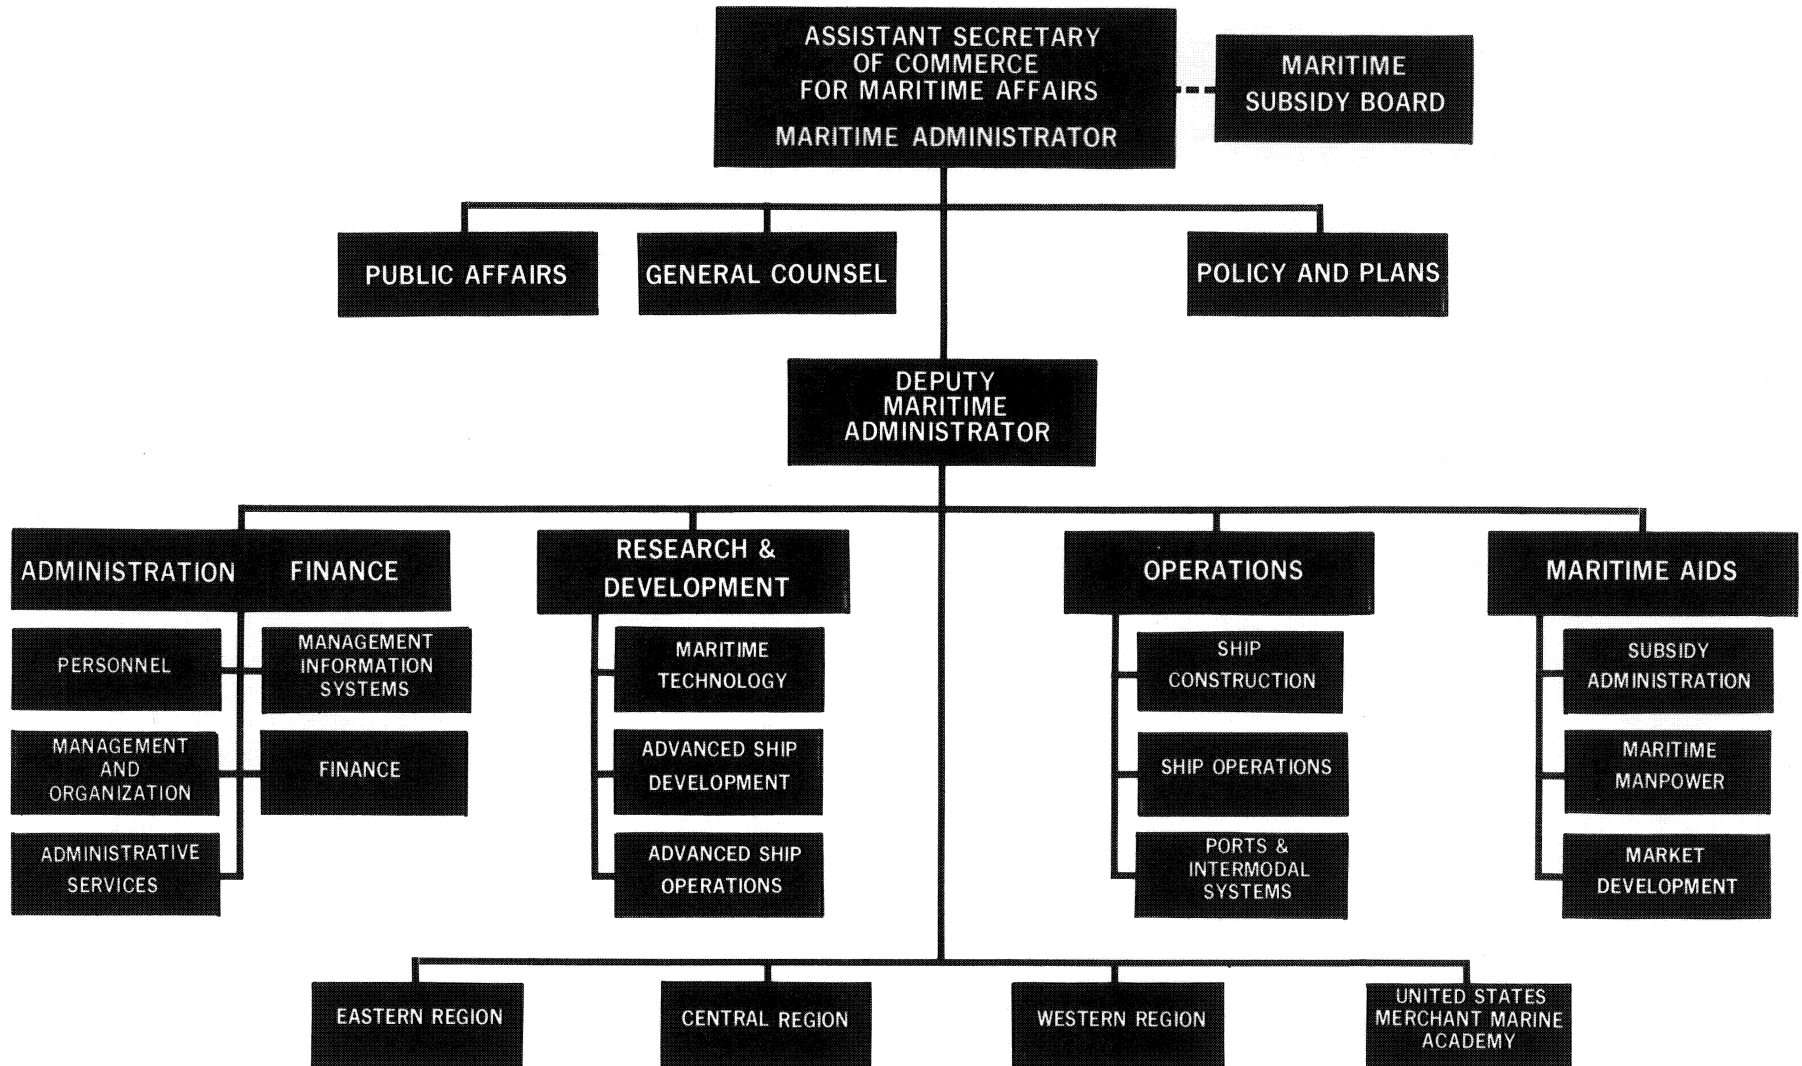 ASSISTANT SECRETARY
OF COMMERCE
FOR MARITIME AFFAIRS
MARITIME ADMINISTRATOR
MARITIME
SUBSIDY BOARD
PUBLIC AFFAIRS
GENERAL COUNSEL
POLICY AND PLANS
DEPUTY
MARITIME
ADMINISTRATOR
ADMINISTRATION FINANCE
RESEARCH &
DEVELOPMENT
OPERATIONS
MARITIME AIDS
PERSONNEL
MANAGEMENT
INFORMATION
SYSTEMS
MANAGEMENT
AND
ORGANIZATION
FINANCE
ADMINISTRATIVE
SERVICES
MARITIME
TECHNOLOGY
ADVANCED SHIP
DEVELOPMENT
ADVANCED SHIP
OPERATIONS
SHIP
CONSTRUCTION
SHIP OPERATIONS
PORTS &
INTERMODAL
SYSTEMS
SUBSIDY
ADMINISTRATION
MARITIME
MANPOWER
MARKET
DEVELOPMENT
EASTERN REGION
CENTRAL REGION
WESTERN REGION
UNITED STATES
MERCHANT MARINE
ACADEMY